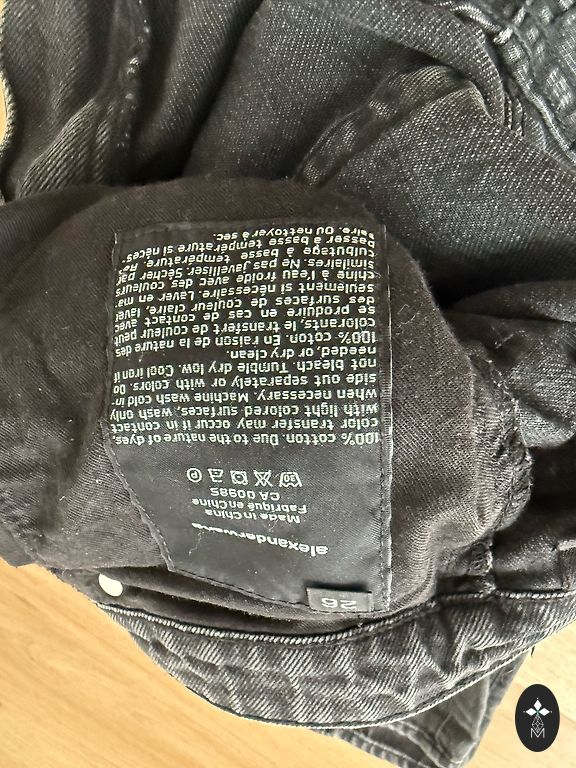 26
alexanderwang
Made in China
Fabriqué en Chine
CA 00985
100% cotton. Due to the nature of dyes,
color transfer may occur if in contact
with light colored surfaces, wash only
when necessary. Machine wash cold in-
side out separately or with colors. Do
not bleach. Tumble dry low. Cool iron if
needed, or dry clean.
100% coton. En raison de la nature des
colorants, le transfert de couleur peut
se produire en cas de contact avec
des surfaces de couleur claire, laver
seulement si nécessaire. Laver en ma-
chine à l'eau froide avec des couleurs
similaires Ne pas Javelliser. Sécher par
culbutage à basse température. Re-
passer à basse température si néces-
saire. Ou nettoyer à sec.
M